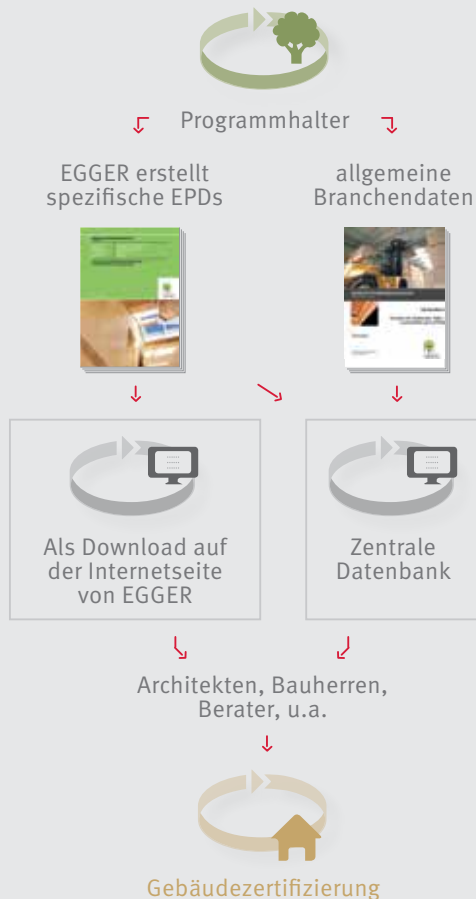 Programmhalter
EGGER erstellt
spezifische EPDs
allgemeine
Branchendaten
Als Download auf
der Internetseite
von EGGER
Zentrale
Datenbank
Architekten, Bauherren,
Berater, u.a.
Gebäudezertifizierung